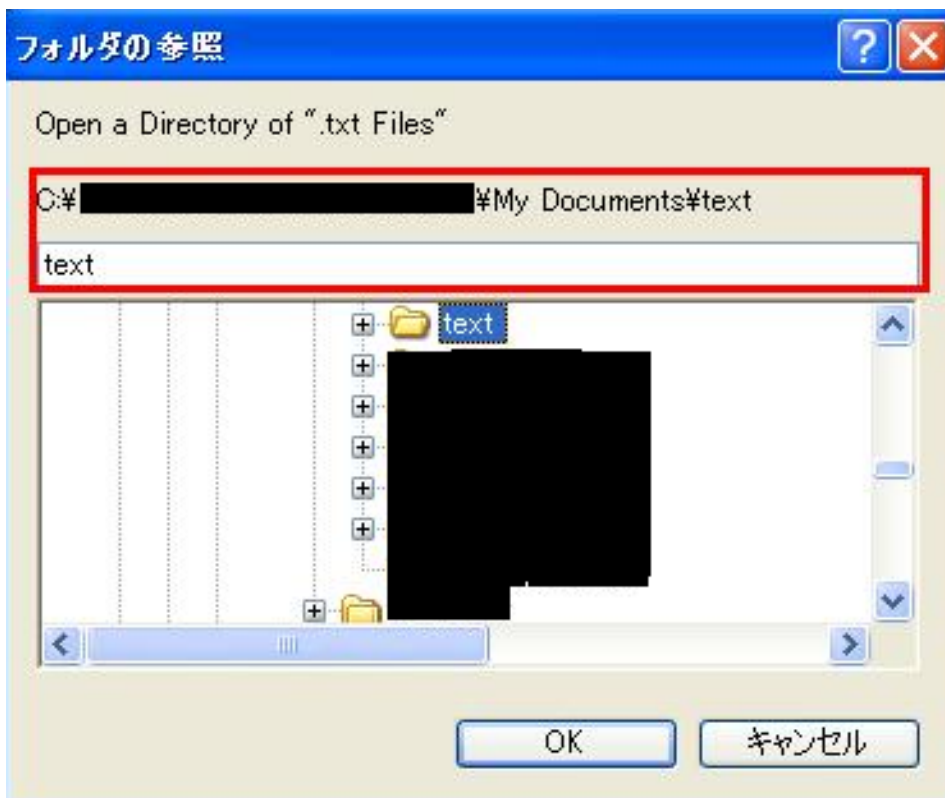 フォルダの参照
Open a Directory of ".txt Files"
C:¥ ¥My Documents¥text
text
text
OK
キャンセル